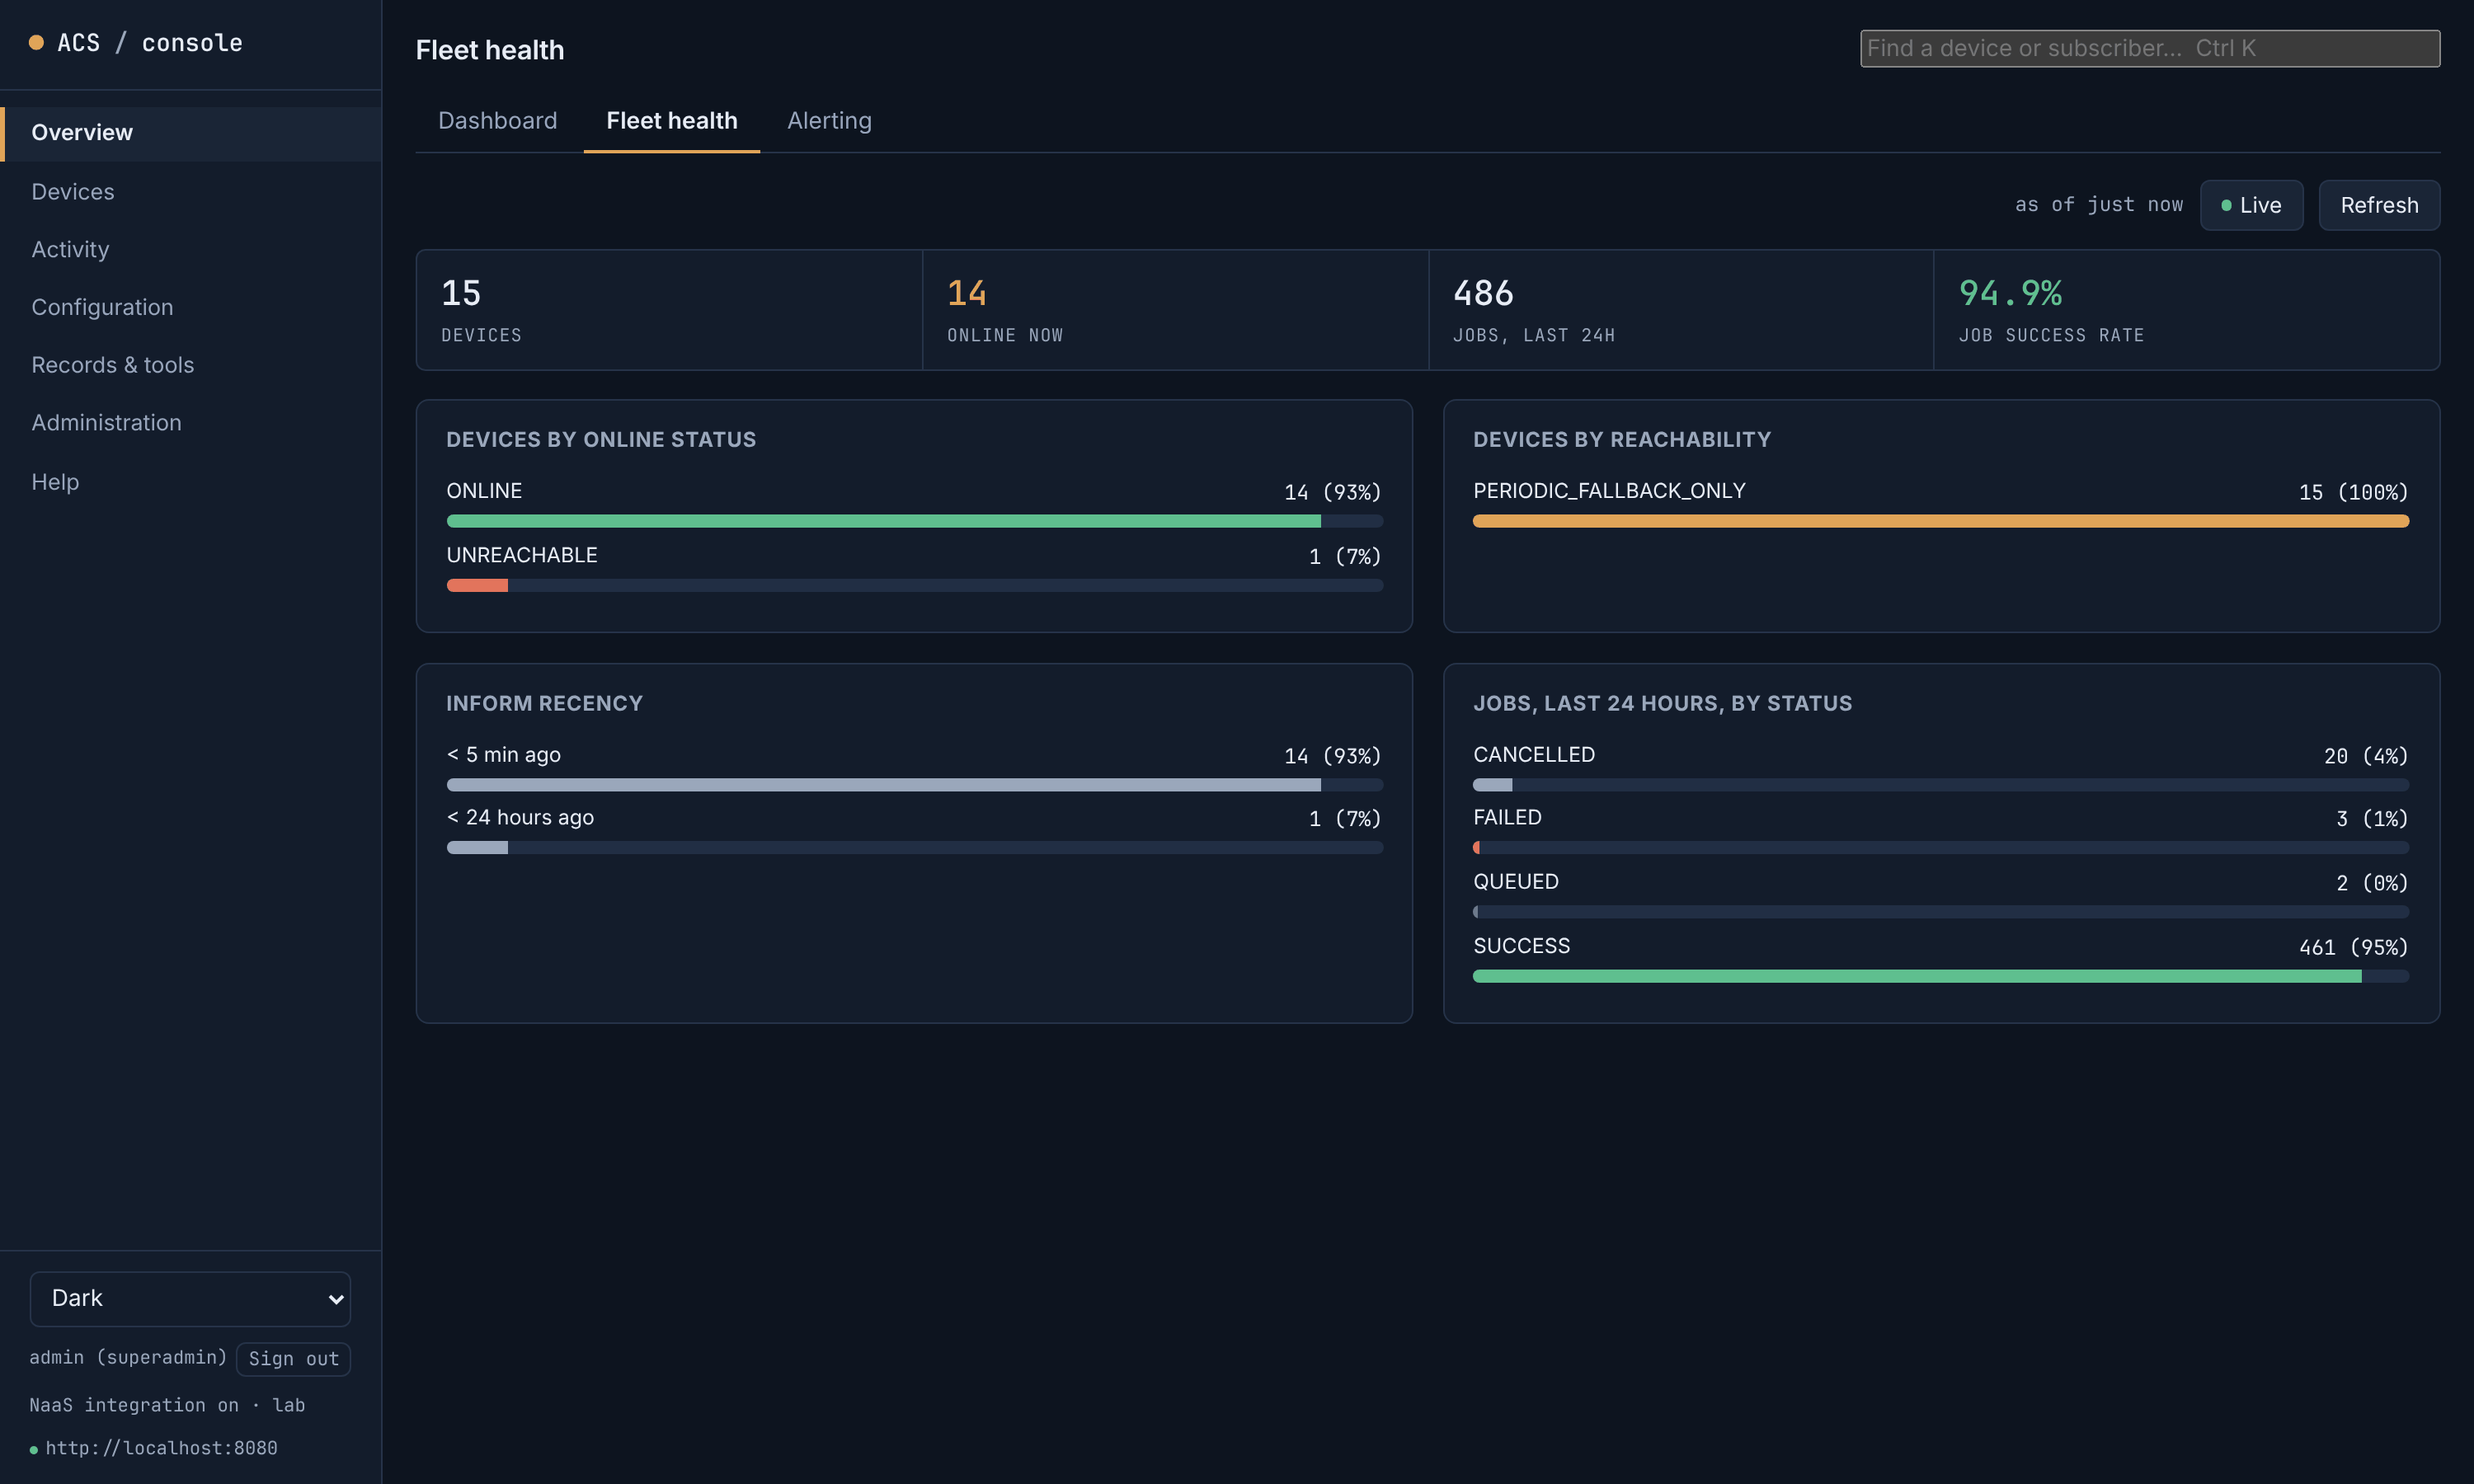 ACS / console
Overview
Devices
Activity
Configuration
Records & tools
Administration
Help
Dark
admin (superadmin) Sign out
NaaS integration on · lab
http://localhost:8080
Fleet health
Find a device or subscriber... Ctrl K
Dashboard Fleet health Alerting
as of just now Live Refresh
15
DEVICES
14
ONLINE NOW
486
JOBS, LAST 24H
94.9%
JOB SUCCESS RATE
DEVICES BY ONLINE STATUS
ONLINE 14 (93%)
UNREACHABLE 1 (7%)
DEVICES BY REACHABILITY
PERIODIC_FALLBACK_ONLY 15 (100%)
INFORM RECENCY
< 5 min ago 14 (93%)
< 24 hours ago 1 (7%)
JOBS, LAST 24 HOURS, BY STATUS
CANCELLED 20 (4%)
FAILED 3 (1%)
QUEUED 2 (0%)
SUCCESS 461 (95%)